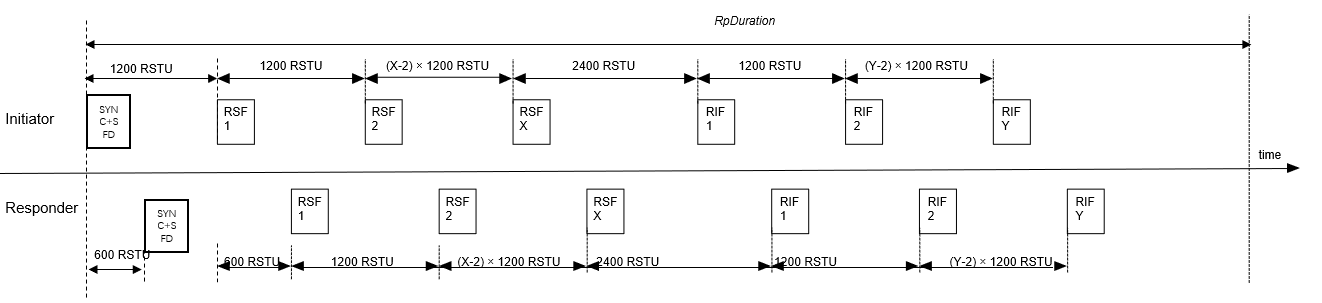 RpDuration
1200 RSTU
1200 RSTU
(X-2) × 1200 RSTU
2400 RSTU
1200 RSTU
(Y-2) × 1200 RSTU
Initiator
SYN
C+S
FD
RSF
1
RSF
2
RSF
X
RIF
1
RIF
2
RIF
Y
time
Responder
SYN
C+S
FD
RSF
1
RSF
2
RSF
X
RIF
1
RIF
2
RIF
Y
600 RSTU
600 RSTU
1200 RSTU
(X-2) × 1200 RSTU
2400 RSTU
1200 RSTU
(Y-2) × 1200 RSTU